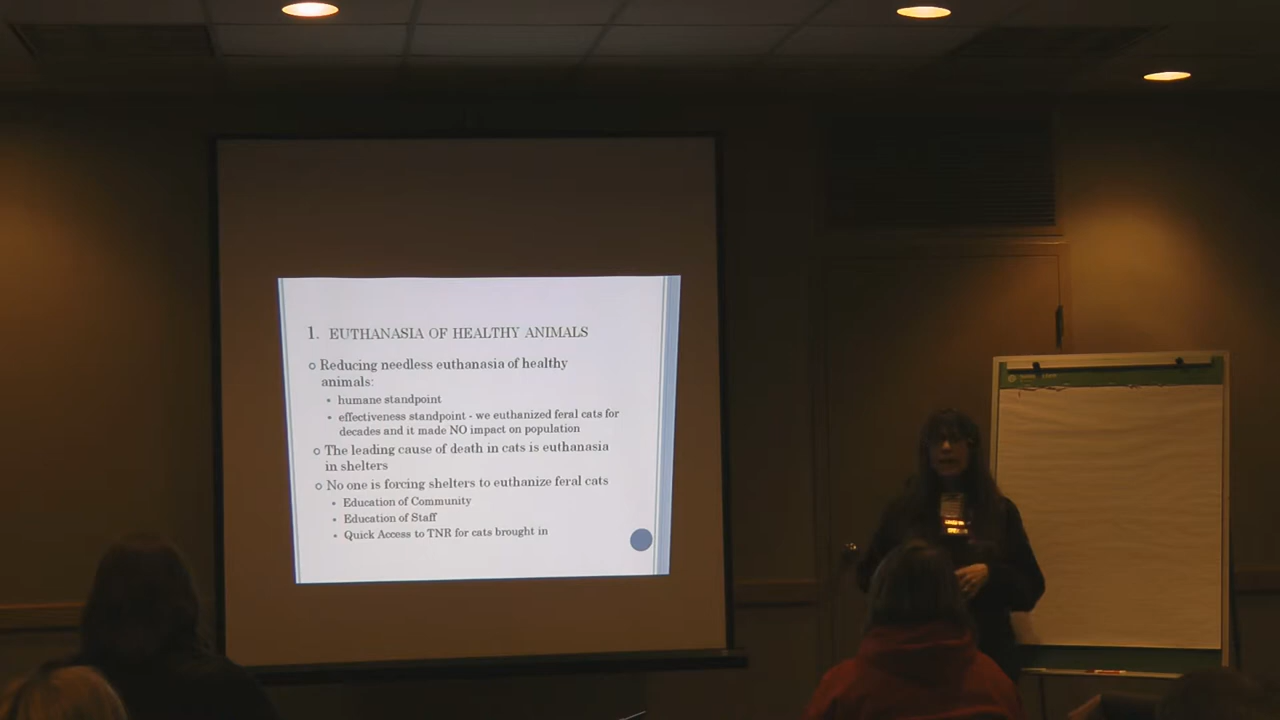 1. EUTHANASIA OF HEALTHY ANIMALS
Reducing needless euthanasia of healthy
animals:
humane standpoint
effectiveness standpoint - we euthanized feral cats for
decades and it made NO impact on population
The leading cause of death in cats is euthanasia
in shelters
No one is forcing shelters to euthanize feral cats
Education of Community
Education of Staff
Quick Access to TNR for cats brought in